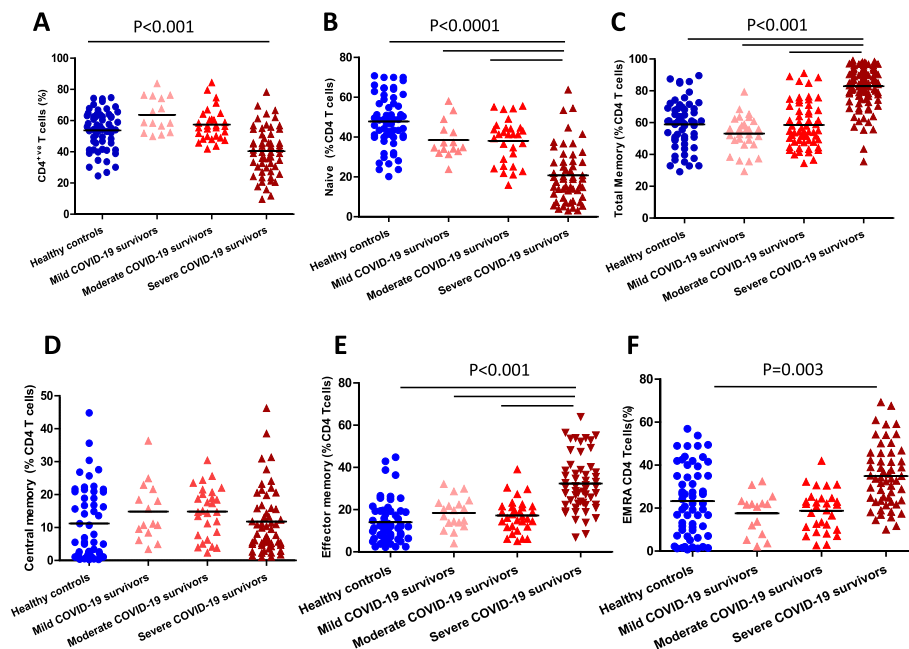 A
P<0.001
CD4+ve T cells (%)
100
80
60
40
20
0
Healthy controls
Mild COVID-19 survivors
Moderate COVID-19 survivors
Severe COVID-19 survivors
B
P<0.0001
Naive (%CD4 T cells)
80
60
40
20
0
Healthy controls
Mild COVID-19 survivors
Moderate COVID-19 survivors
Severe COVID-19 survivors
C
P<0.001
Total Memory (%CD4 T cells)
100
80
60
40
20
0
Healthy controls
Mild COVID-19 survivors
Moderate COVID-19 survivors
Severe COVID-19 survivors
D
Central memory (% CD4 T cells)
50
40
30
20
10
0
Healthy controls
Mild COVID-19 survivors
Moderate COVID-19 survivors
Severe COVID-19 survivors
E
P<0.001
Effector memory (% CD4 Tcells)
80
60
40
20
0
Healthy controls
Mild COVID-19 survivors
Moderate COVID-19 survivors
Severe COVID-19 survivors
F
P=0.003
EMRA CD4 Tcells(%)
80
60
40
20
0
Healthy controls
Mild COVID-19 survivors
Moderate COVID-19 survivors
Severe COVID-19 survivors